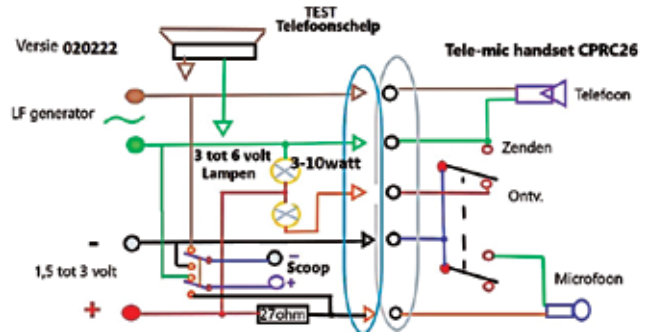 TEST
Telefoonschelp
Versie 020222
Tele-mic handset CPRC26
Telefoon
LF generator
Zenden
3 tot 6 volt
Lampen
3-10watt
Ontv.
-
1,5 tot 3 volt
Scoop
-
+
Microfoon
+
27ohm